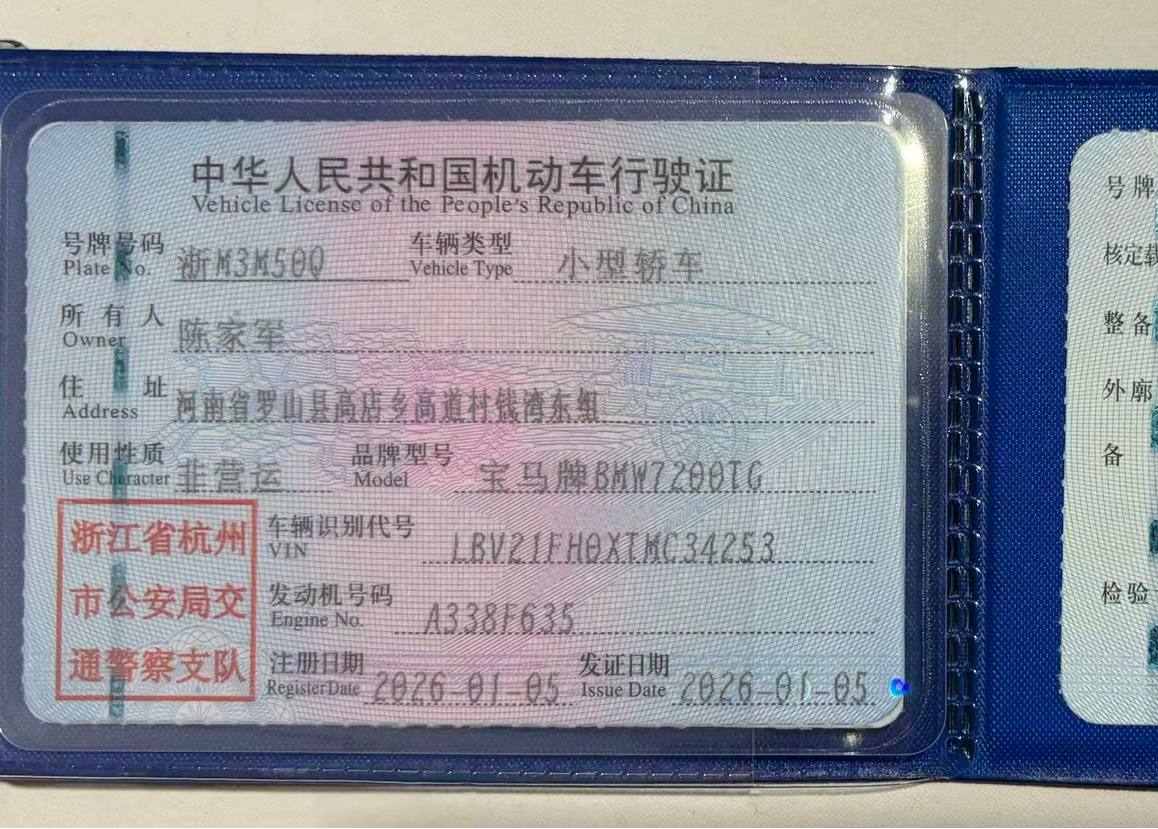 中华人民共和国机动车行驶证
Vehicle License of the People's Republic of China
号牌号码 Plate No. 浙M3M50Q 车辆类型 Vehicle Type 小型轿车
所有人 Owner 陈家军
住址 Address 河南省罗山县高店乡高道村钱湾东组
使用性质 Use Character 非营运 品牌型号 Model 宝马牌BMW7200TG
浙江省杭州
市公安局交
通警察支队
车辆识别代号 VIN LBV21FH0XTMC34253
发动机号码 Engine No. A338F635
注册日期 Register Date 2026-01-05 发证日期 Issue Date 2026-01-05
号牌
核定载
整备
外廓
备
检验